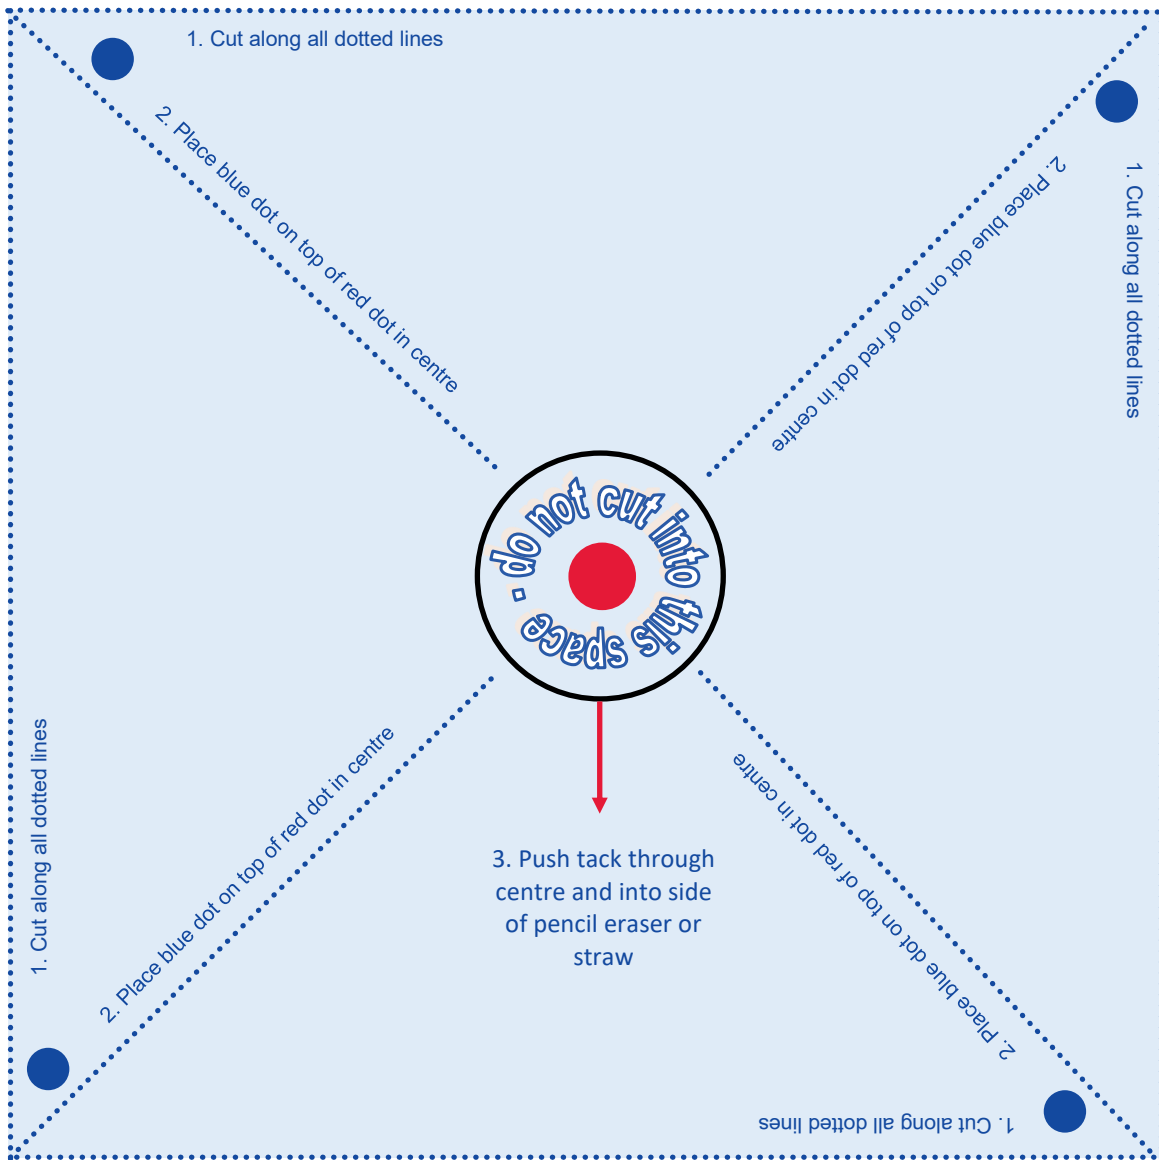 1. Cut along all dotted lines
2. Place blue dot on top of red dot in centre
2. Place blue dot on top of red dot in centre
1. Cut along all dotted lines
do not cut into this space -
1. Cut along all dotted lines
2. Place blue dot on top of red dot in centre
3. Push tack through
centre and into side
of pencil eraser or
straw
2. Place blue dot on top of red dot in centre
1. Cut along all dotted lines